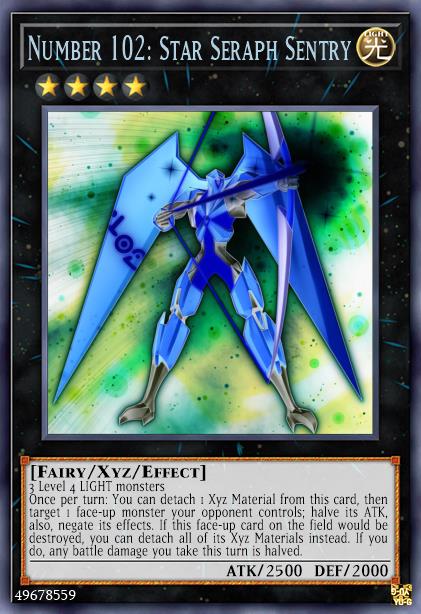 Number 102: Star Seraph Sentry
LIGHT
光
102
[Fairy/Xyz/Effect]
3 Level 4 LIGHT monsters
Once per turn: You can detach 1 Xyz Material from this card, then
target 1 face-up monster your opponent controls; halve its ATK,
also, negate its effects. If this face-up card on the field would be
destroyed, you can detach all of its Xyz Materials instead. If you
do, any battle damage you take this turn is halved.
ATK/2500 DEF/2000
49678559